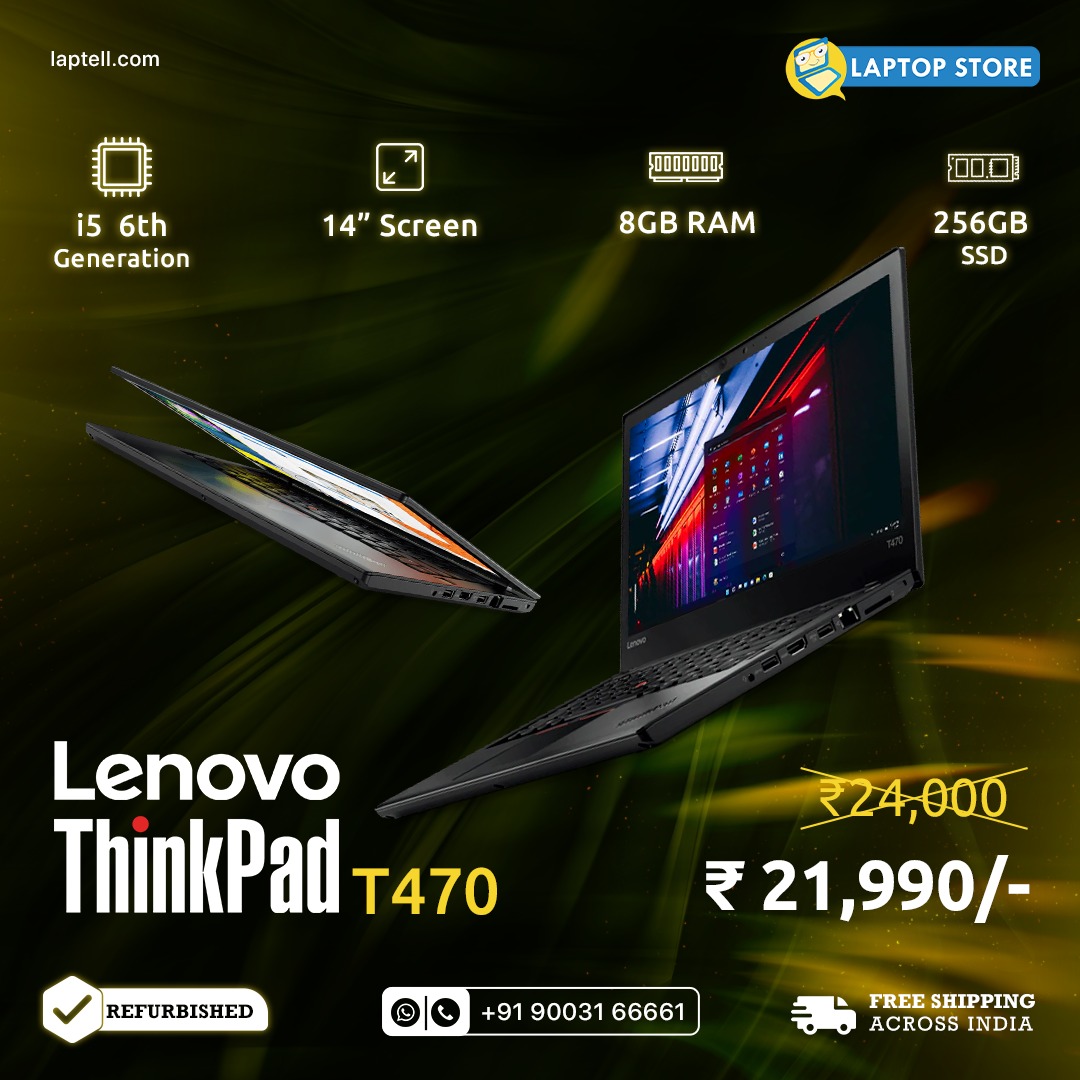 laptell.com
LAPTOP STORE
i5 6th
Generation
14” Screen
8GB RAM
256GB
SSD
T470
Lenovo
Lenovo
ThinkPad T470
₹24,000
₹ 21,990/-
REFURBISHED
+91 90031 66661
FREE SHIPPING
ACROSS INDIA